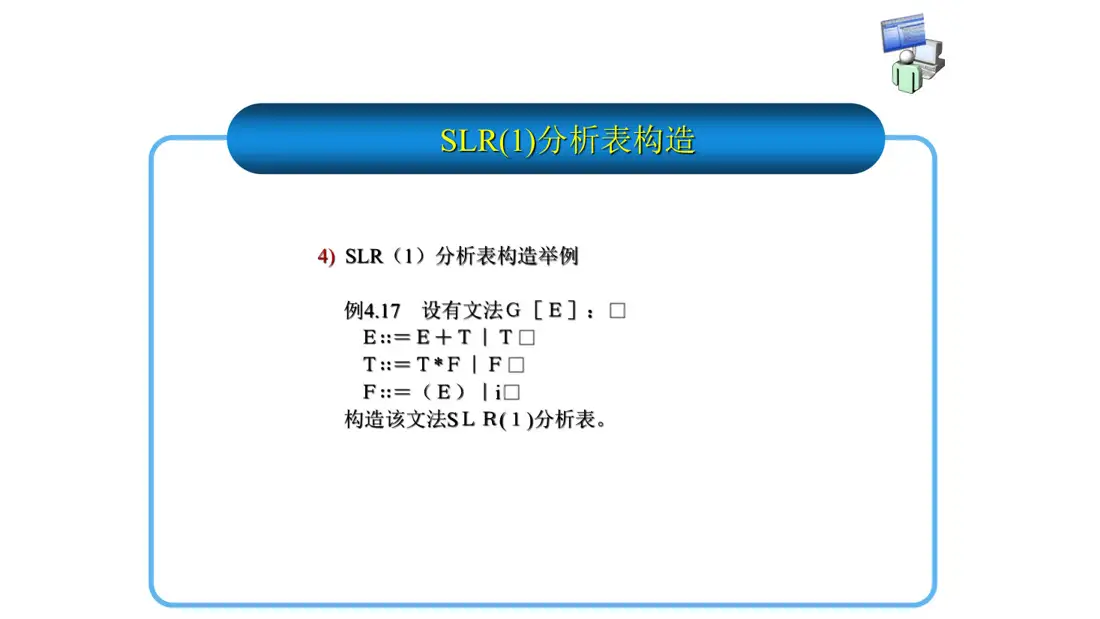 SLR(1)分析表构造
4) SLR（1）分析表构造举例
例4.17 设有文法Ｇ［Ｅ］：□
Ｅ::=Ｅ＋Ｔ｜Ｔ□
Ｔ::=Ｔ*Ｆ｜Ｆ□
Ｆ::=（Ｅ）｜i□
构造该文法SＬＲ(１)分析表。